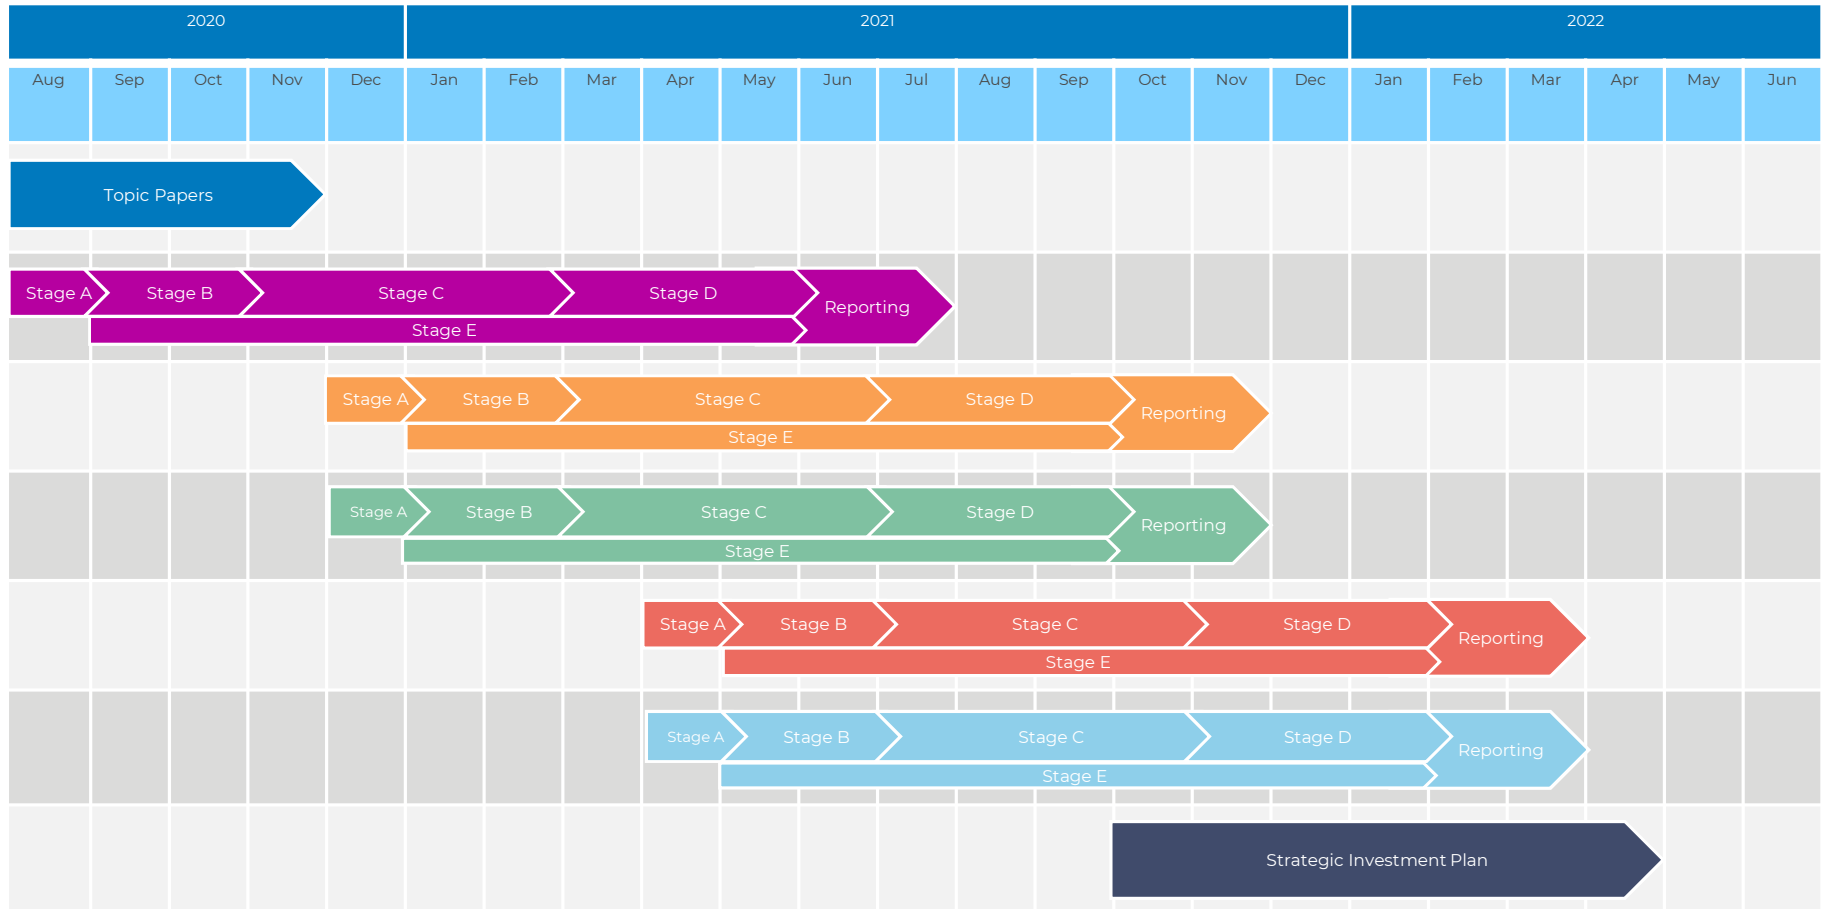 2020 2021 2022
Aug Sep Oct Nov Dec Jan Feb Mar Apr May Jun Jul Aug Sep Oct Nov Dec Jan Feb Mar Apr May Jun
Topic Papers
Stage A Stage B Stage C Stage D Reporting
Stage E
Stage A Stage B Stage C Stage D Reporting
Stage E
Stage A Stage B Stage C Stage D Reporting
Stage E
Stage A Stage B Stage C Stage D Reporting
Stage E
Stage A Stage B Stage C Stage D Reporting
Stage E
Strategic Investment Plan